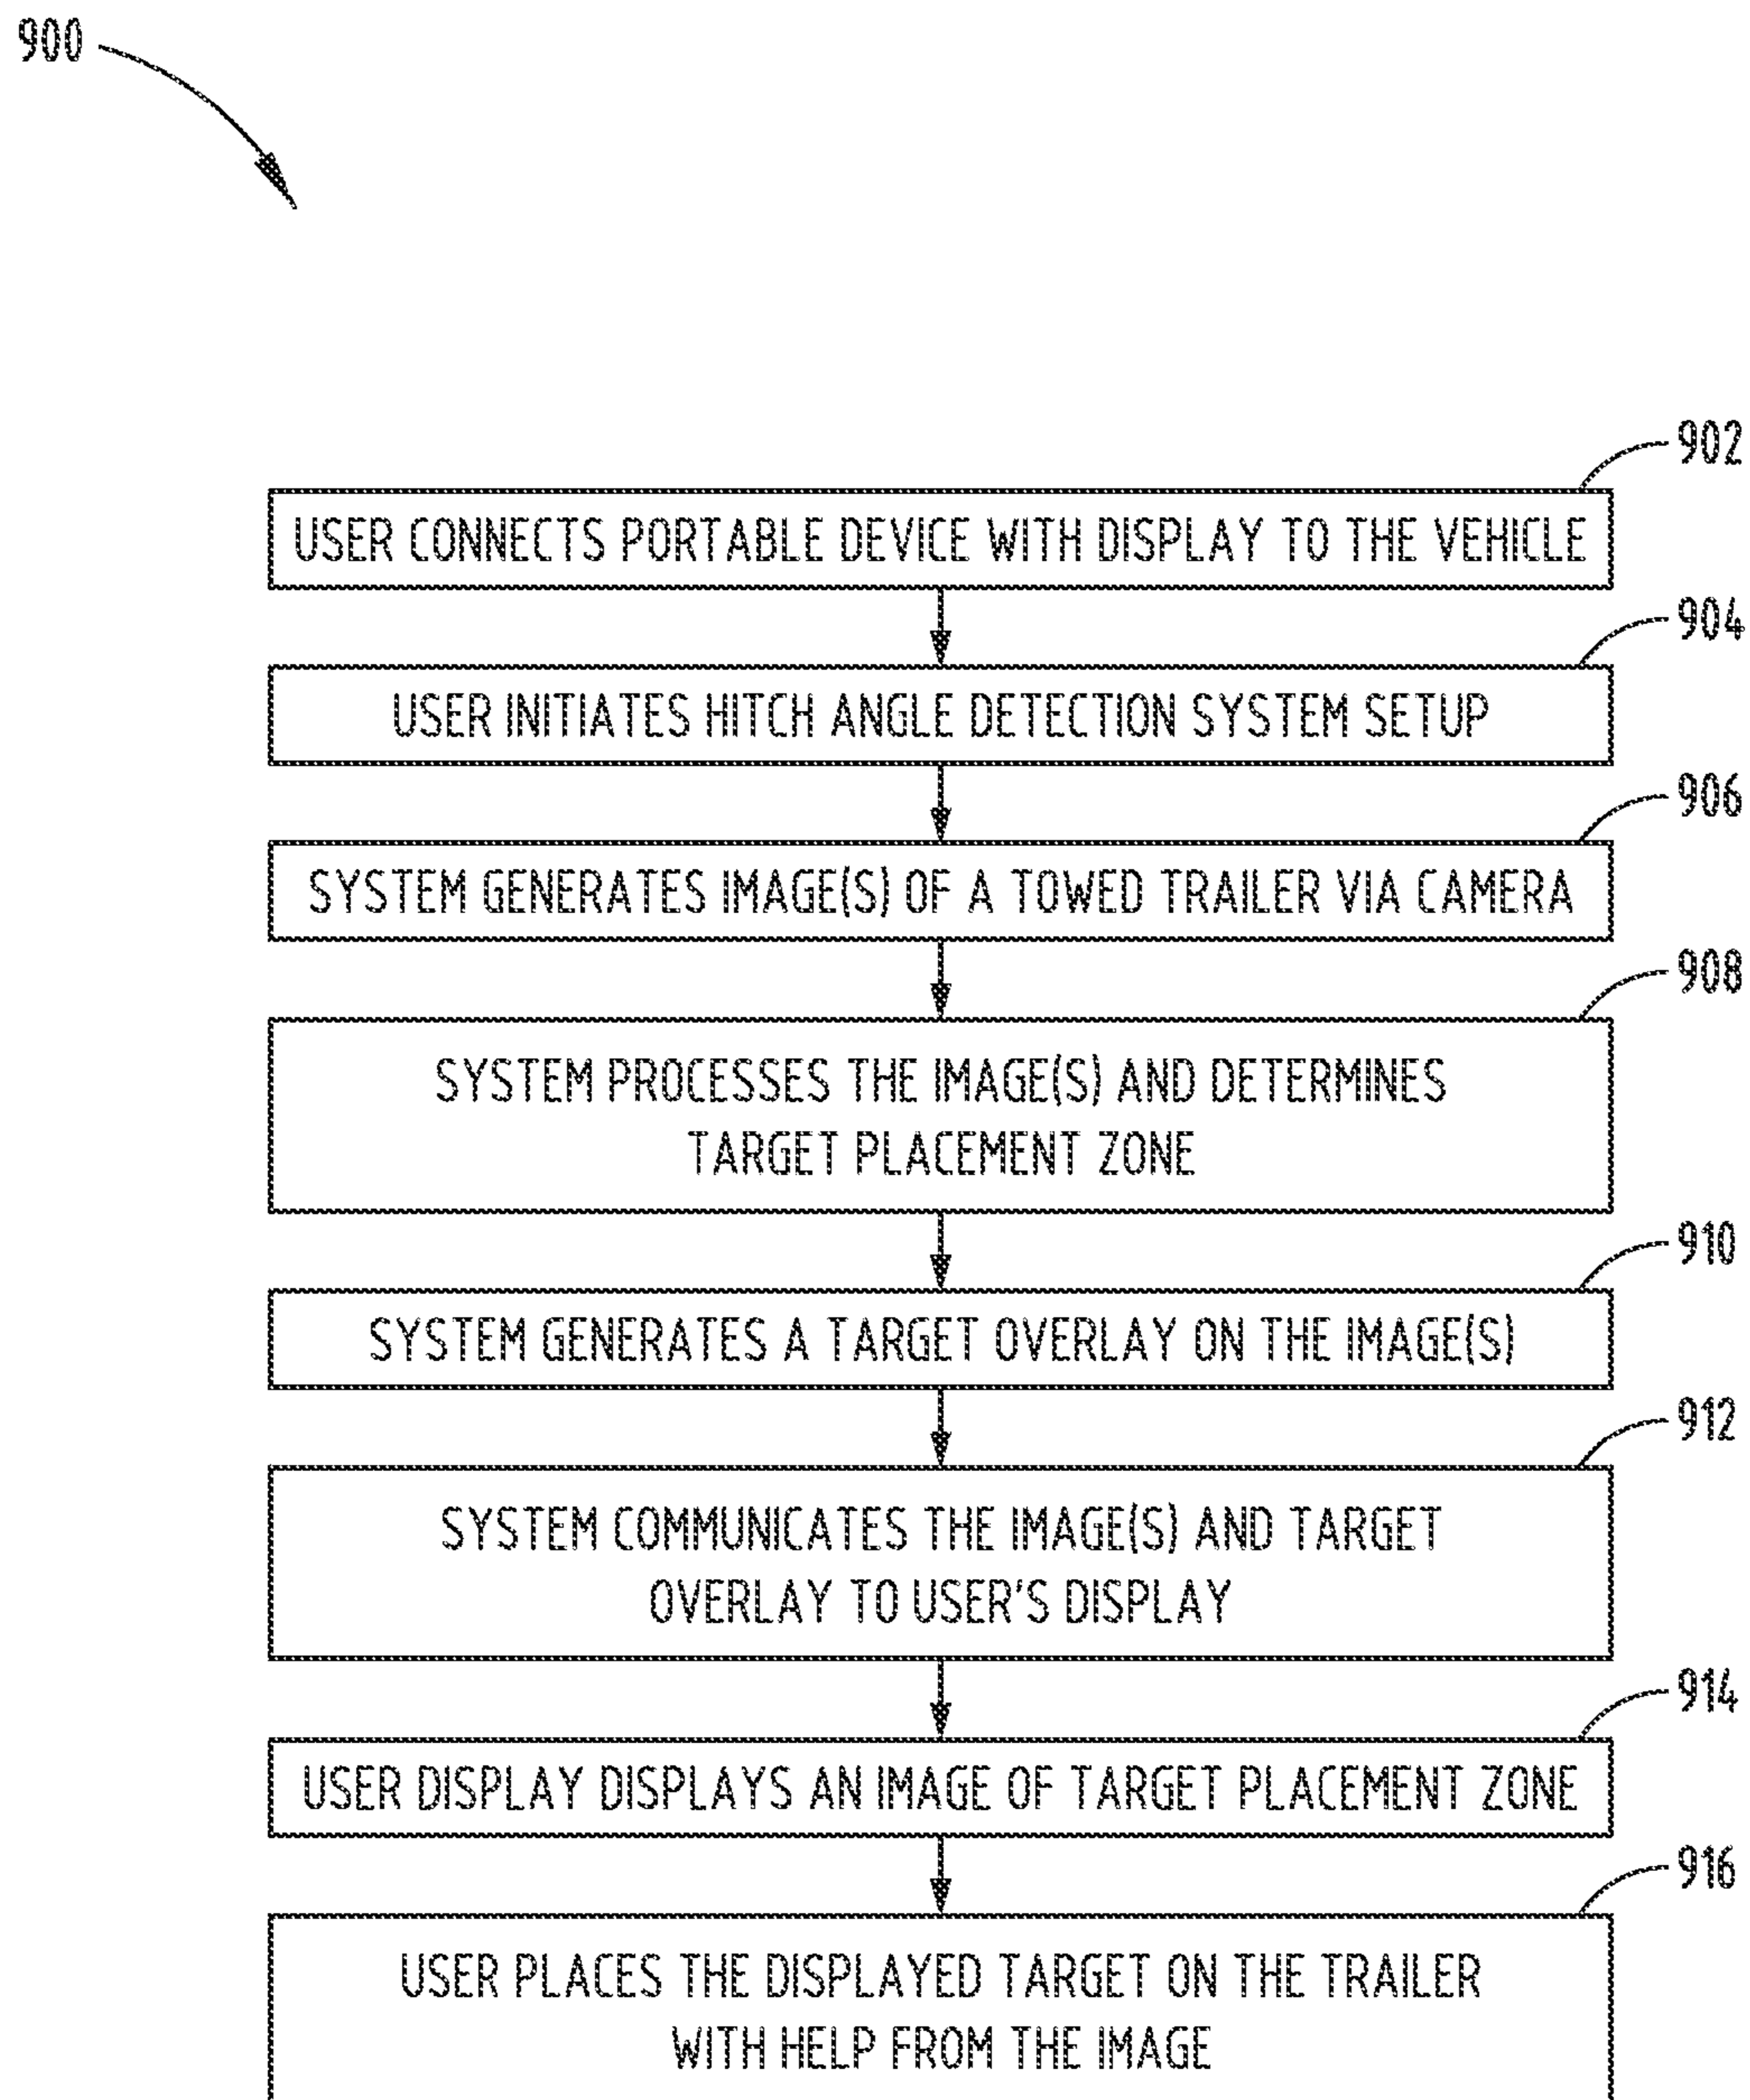 900
902
USER CONNECTS PORTABLE DEVICE WITH DISPLAY TO THE VEHICLE
904
USER INITIATES HITCH ANGLE DETECTION SYSTEM SETUP
906
SYSTEM GENERATES IMAGE(S) OF A TOWED TRAILER VIA CAMERA
908
SYSTEM PROCESSES THE IMAGE(S) AND DETERMINES
TARGET PLACEMENT ZONE
910
SYSTEM GENERATES A TARGET OVERLAY ON THE IMAGE(S)
912
SYSTEM COMMUNICATES THE IMAGE(S) AND TARGET
OVERLAY TO USER'S DISPLAY
914
USER DISPLAY DISPLAYS AN IMAGE OF TARGET PLACEMENT ZONE
916
USER PLACES THE DISPLAYED TARGET ON THE TRAILER
WITH HELP FROM THE IMAGE